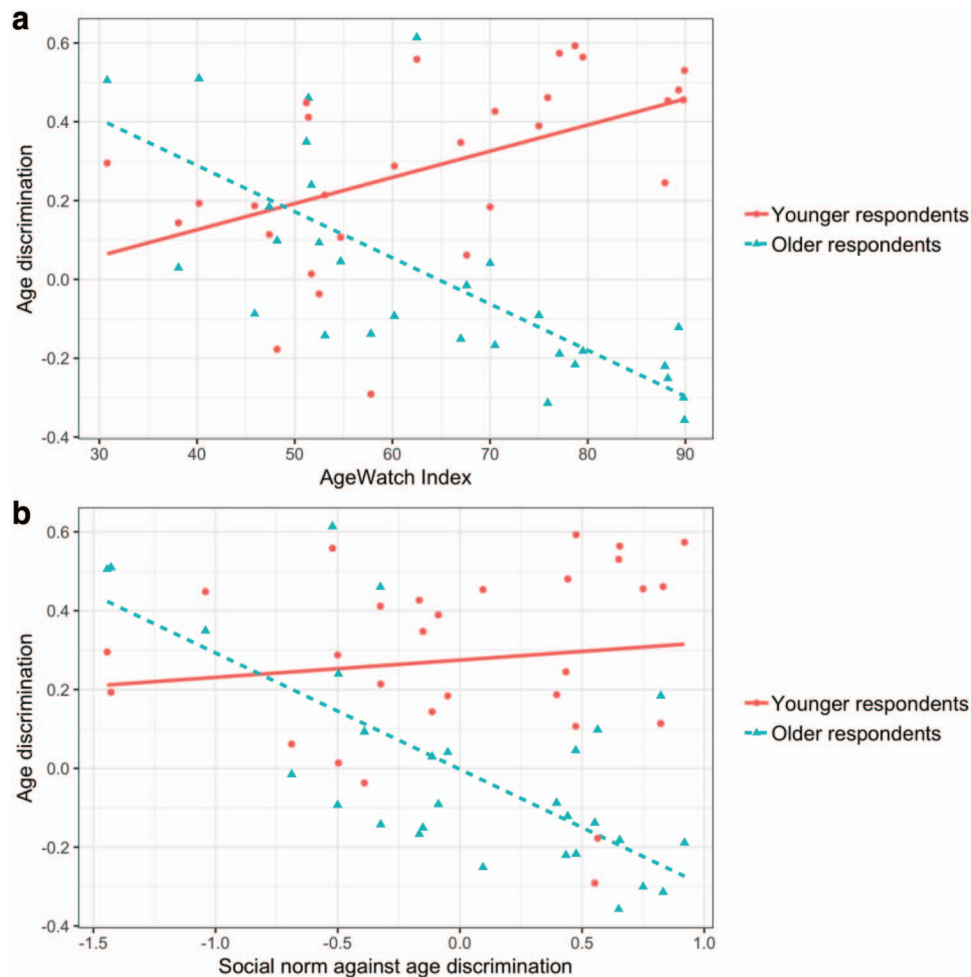 a
0.6
0.4
0.2
0.0
-0.2
-0.4
Age discrimination
30 40 50 60 70 80 90
AgeWatch Index
Younger respondents
Older respondents
b
0.6
0.4
0.2
0.0
-0.2
-0.4
Age discrimination
-1.5 -1.0 -0.5 0.0 0.5 1.0
Social norm against age discrimination
Younger respondents
Older respondents